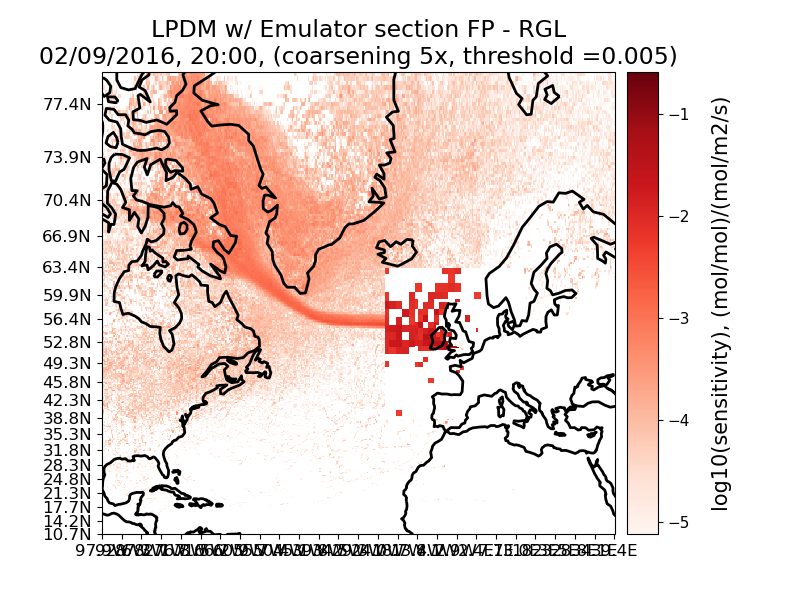 LPDM w/ Emulator section FP - RGL
02/09/2016, 20:00, (coarsening 5x, threshold =0.005)
77.4N
73.9N
70.4N
66.9N
63.4N
59.9N
56.4N
52.8N
49.3N
45.8N
42.3N
38.8N
35.3N
31.8N
28.3N
24.8N
21.3N
17.7N
14.2N
10.7N
−1
−2
−3
−4
−5
log10(sensitivity), (mol/mol)/(mol/m2/s)